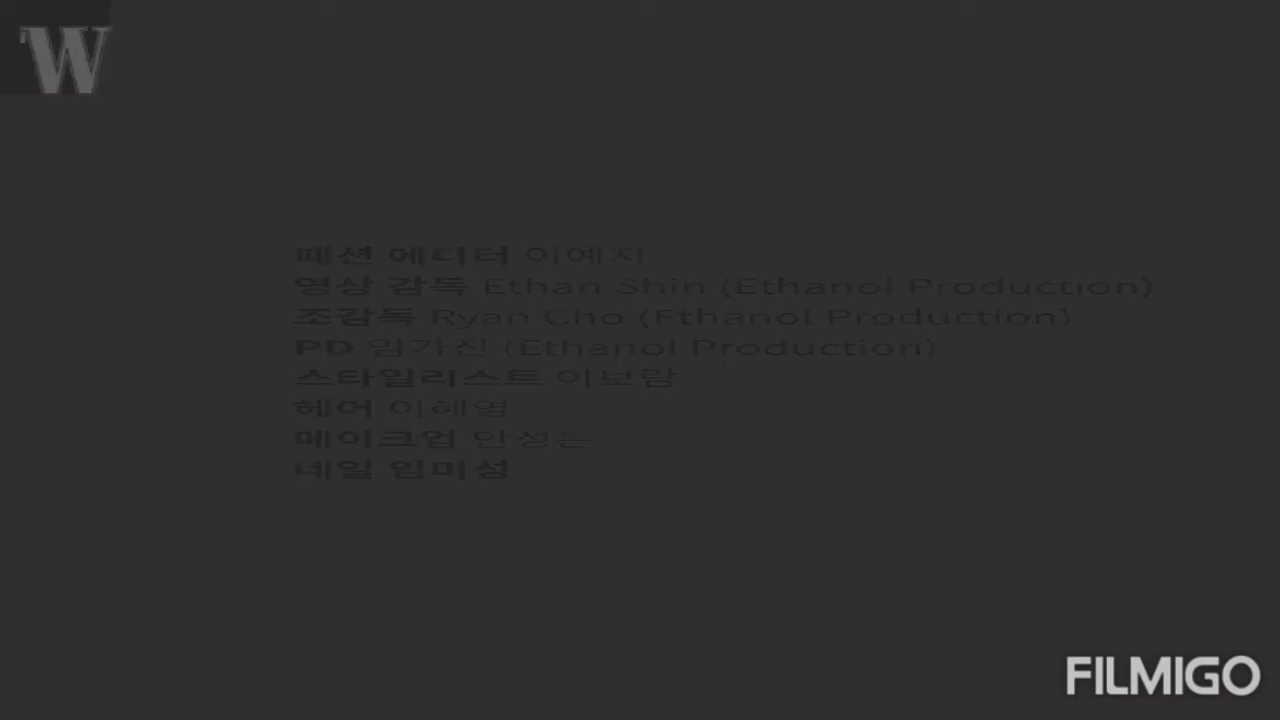 W
패션 에디터 이예지
영상 감독 Ethan Shin (Ethanol Production)
조감독 Ryan Cho (Ethanol Production)
PD 임가진 (Ethanol Production)
스타일리스트 이보람
헤어 이혜영
메이크업 안성은
네일 임미성
FILMIGO